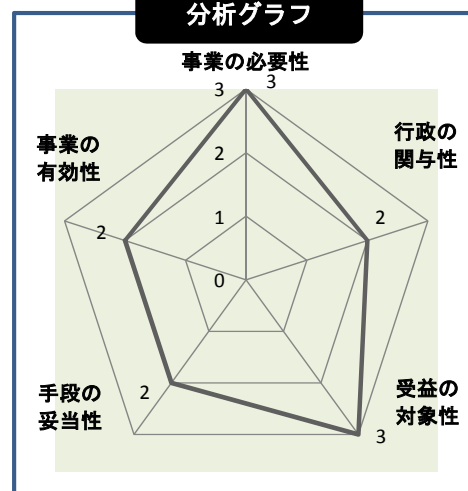 分析グラフ
事業の必要性
3
3
事業の
有効性
行政の
関与性
2
2
2
1
0
手段の
妥当性
2
受益の
対象性
3